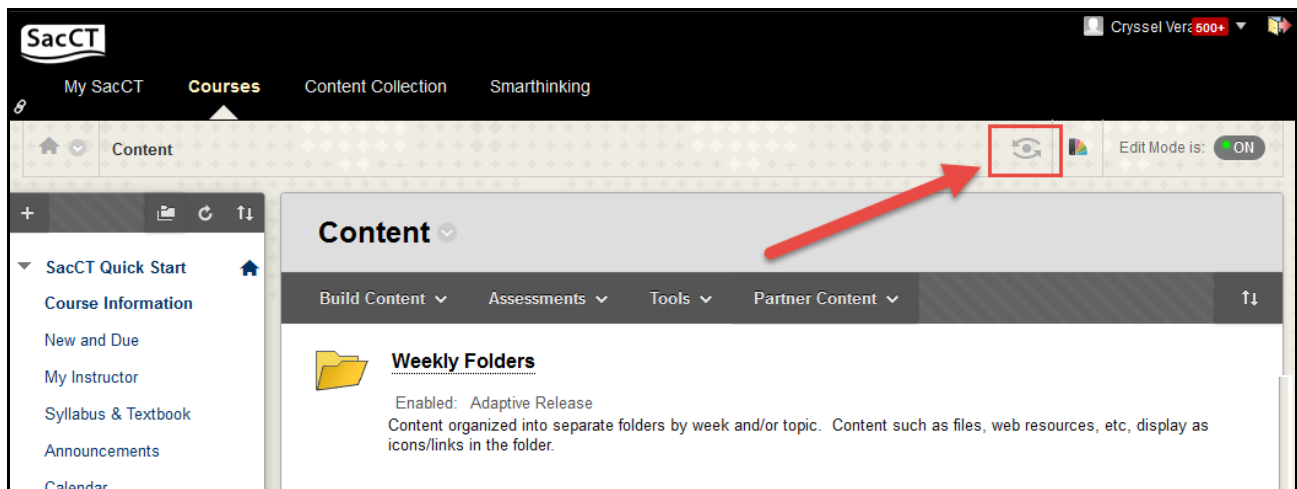 SacCT
Cryssel Vera 500+
My SacCT Courses Content Collection Smarthinking
Content
Edit Mode is: ON
Content
SacCT Quick Start
Build Content Assessments Tools Partner Content
Course Information
New and Due
Weekly Folders
My Instructor
Enabled: Adaptive Release
Syllabus & Textbook
Content organized into separate folders by week and/or topic. Content such as files, web resources, etc, display as
icons/links in the folder.
Announcements
Calendar